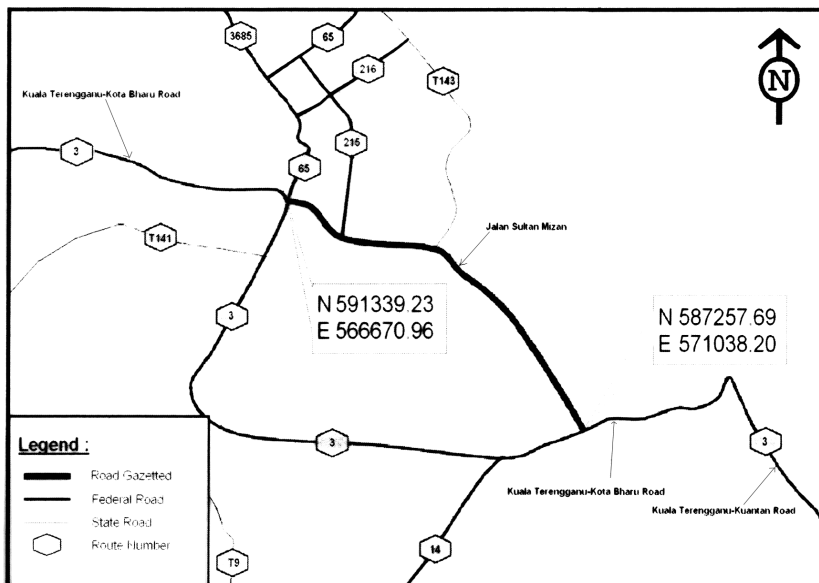 3685
65
216
T143
N
Kuala Terengganu-Kota Bharu Road
3
215
65
T141
Jalan Sultan Mizan
3
N 591339.23
E 566670.96
N 587257.69
E 571038.20
Legend :
Road Gazetted
Federal Road
State Road
Route Number
3
3
Kuala Terengganu-Kota Bharu Road
Kuala Terengganu-Kuantan Road
14
T9